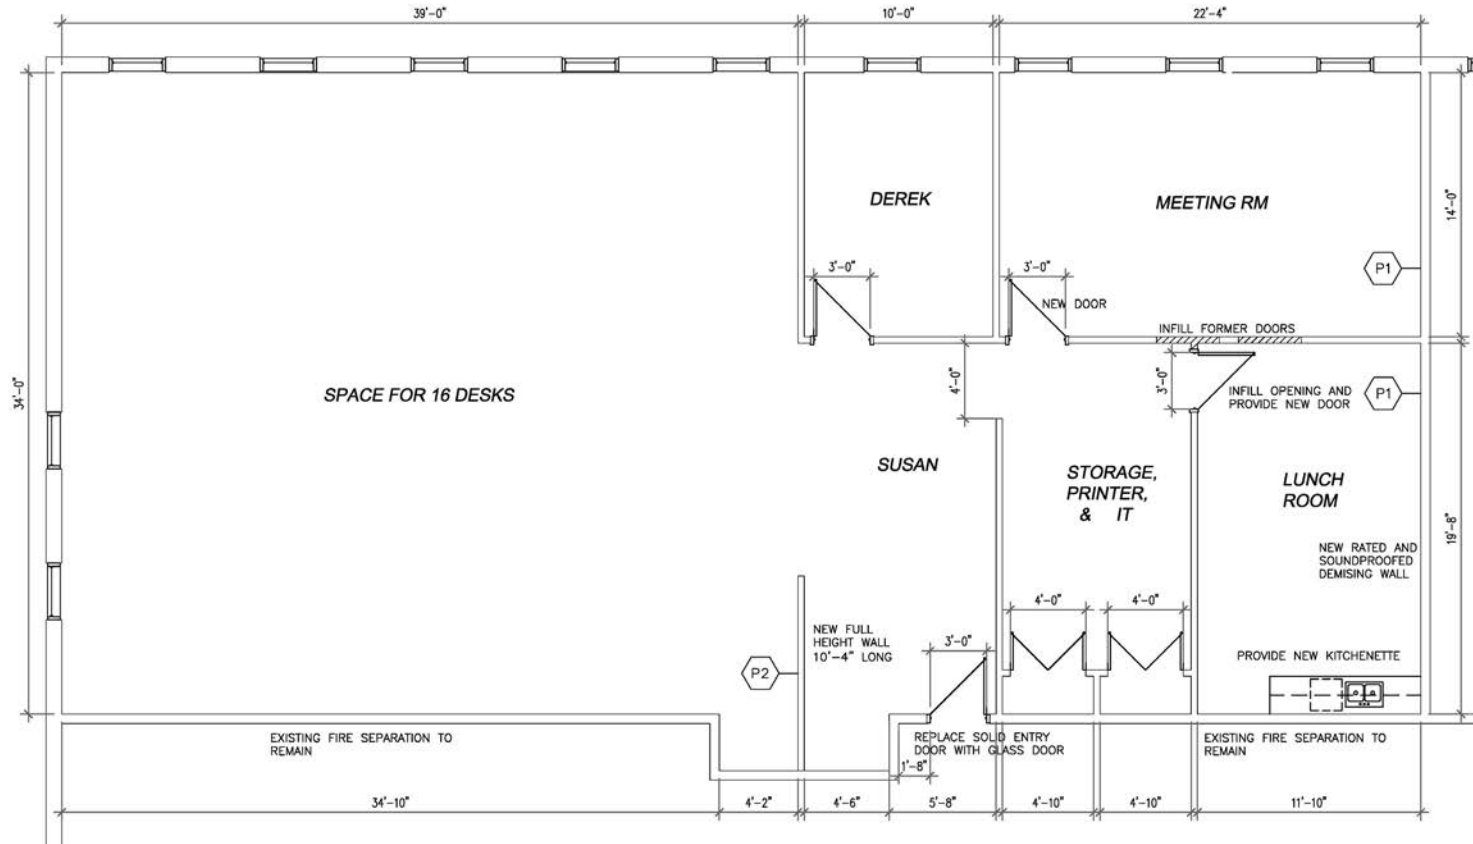 39'-0"
10'-0"
22'-4"
DEREK
MEETING RM
14'-0"
P1
3'-0"
3'-0"
NEW DOOR
INFILL FORMER DOORS
34'-0"
SPACE FOR 16 DESKS
4'-0"
3'-0"
INFILL OPENING AND
PROVIDE NEW DOOR
P1
SUSAN
STORAGE,
PRINTER,
& IT
LUNCH
ROOM
19'-8"
NEW RATED AND
SOUNDPROOFED
DEMISING WALL
4'-0"
4'-0"
NEW FULL
HEIGHT WALL
10'-4" LONG
3'-0"
PROVIDE NEW KITCHENETTE
P2
EXISTING FIRE SEPARATION TO
REMAIN
REPLACE SOLID ENTRY
DOOR WITH GLASS DOOR
EXISTING FIRE SEPARATION TO
REMAIN
1'-8"
34'-10"
4'-2"
4'-6"
5'-8"
4'-10"
4'-10"
11'-10"